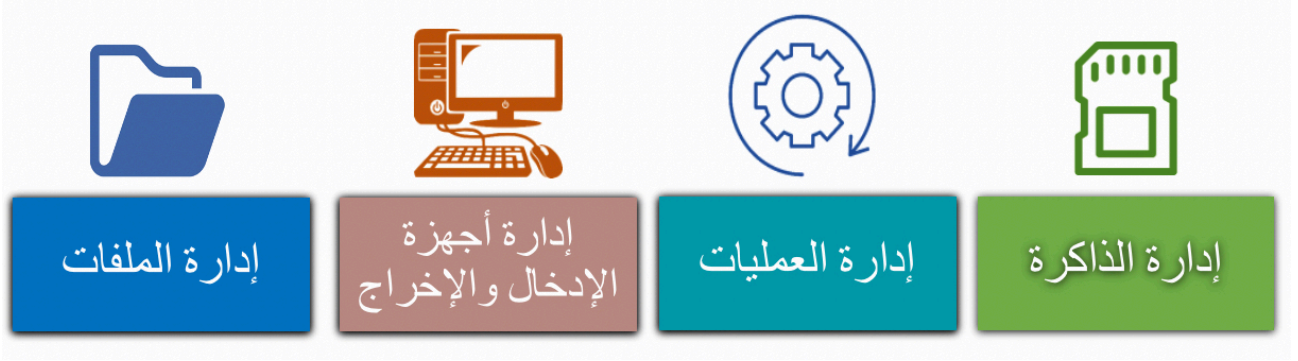 إدارة الذاكرة
إدارة العمليات
إدارة أجهزة
الإدخال والإخراج
إدارة الملفات